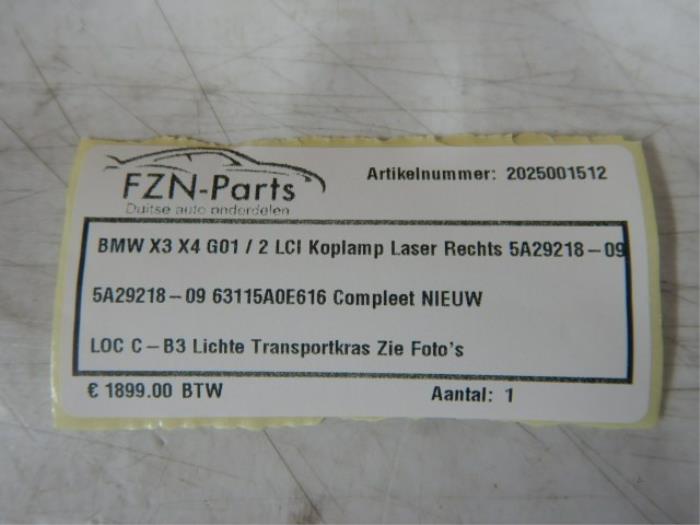 FZN-Parts
Duitse auto onderdelen
Artikelnummer: 2025001512
BMW X3 X4 G01 / 2 LCI Koplamp Laser Rechts 5A29218-09
5A29218-09 63115A0E616 Compleet NIEUW
LOC C-B3 Lichte Transportkras Zie Foto's
€ 1899.00 BTW
Aantal: 1